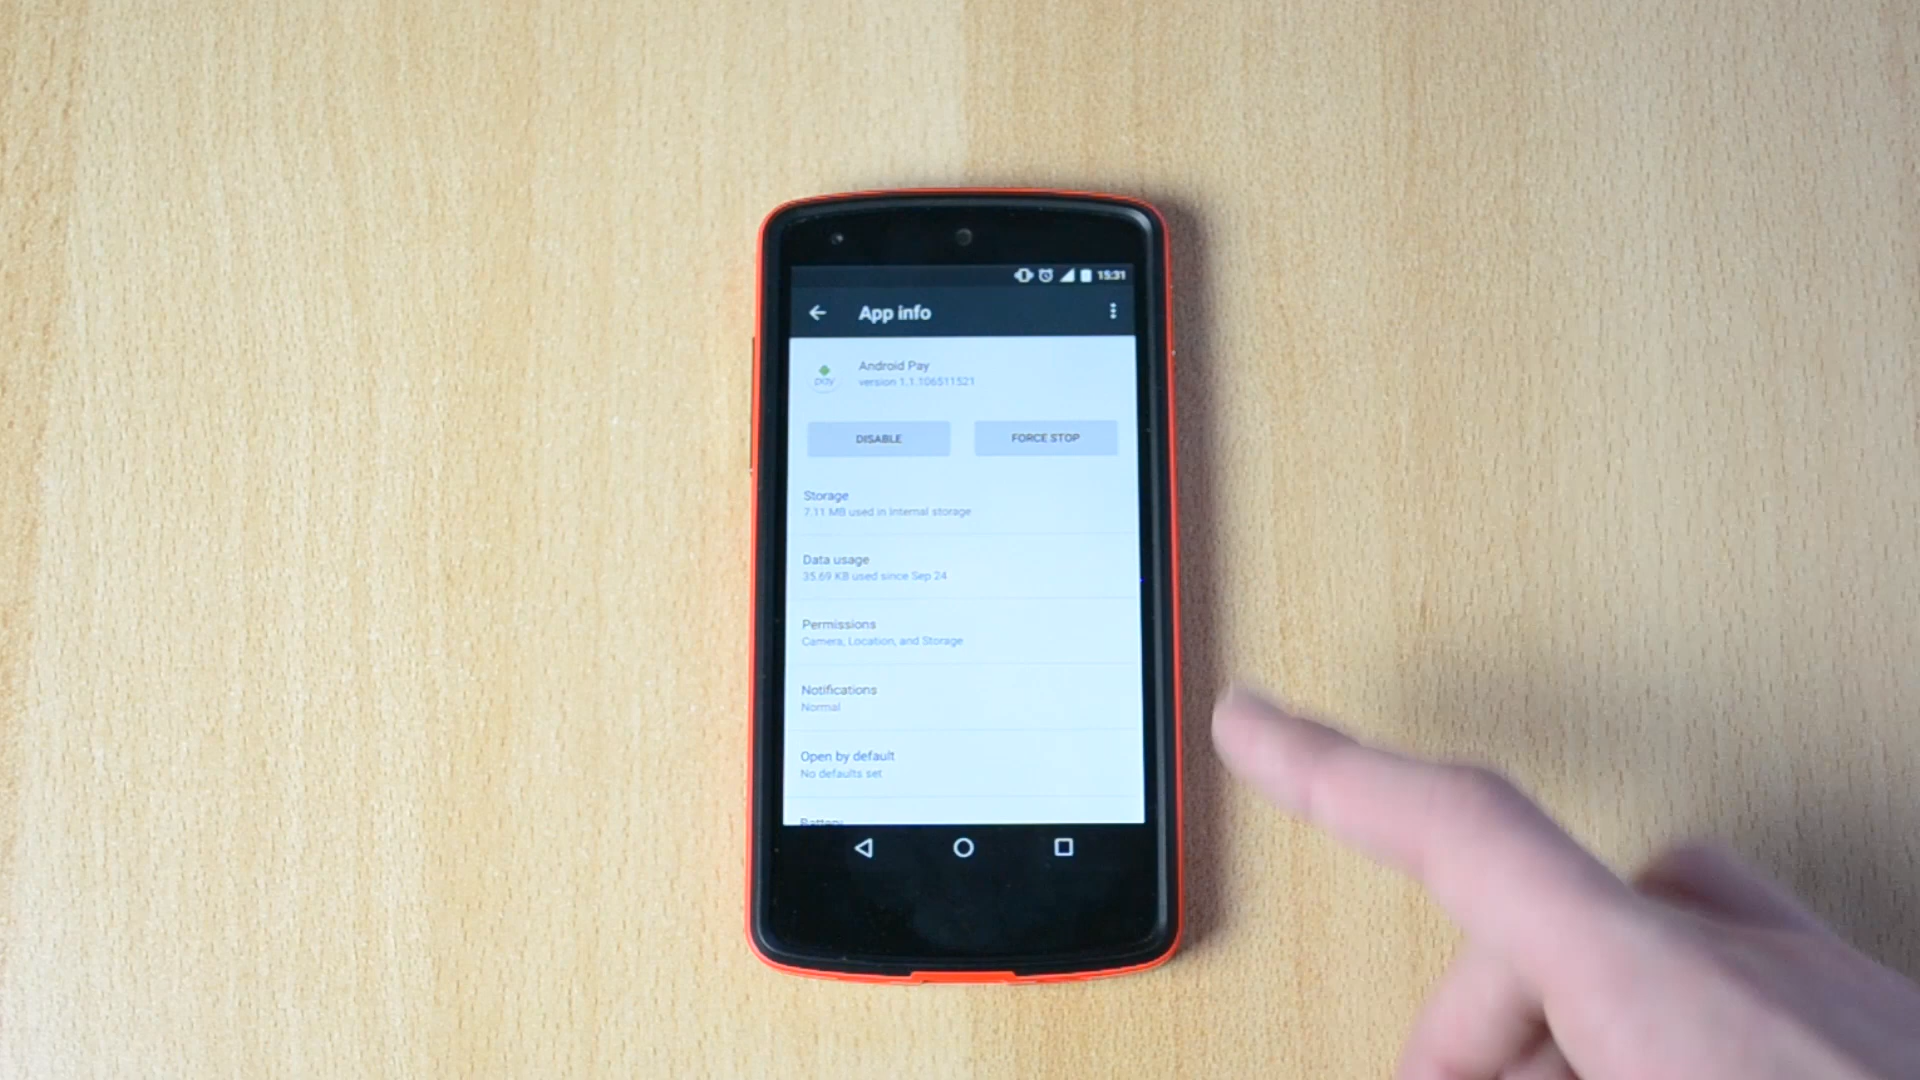 15:31
App info
Android Pay
version 1.1.106511521
pay
DISABLE
FORCE STOP
Storage
7.11 MB used in Internal storage
Data usage
35.69 KB used since Sep 24
Permissions
Camera, Location, and Storage
Notifications
Normal
Open by default
No defaults set
Battery